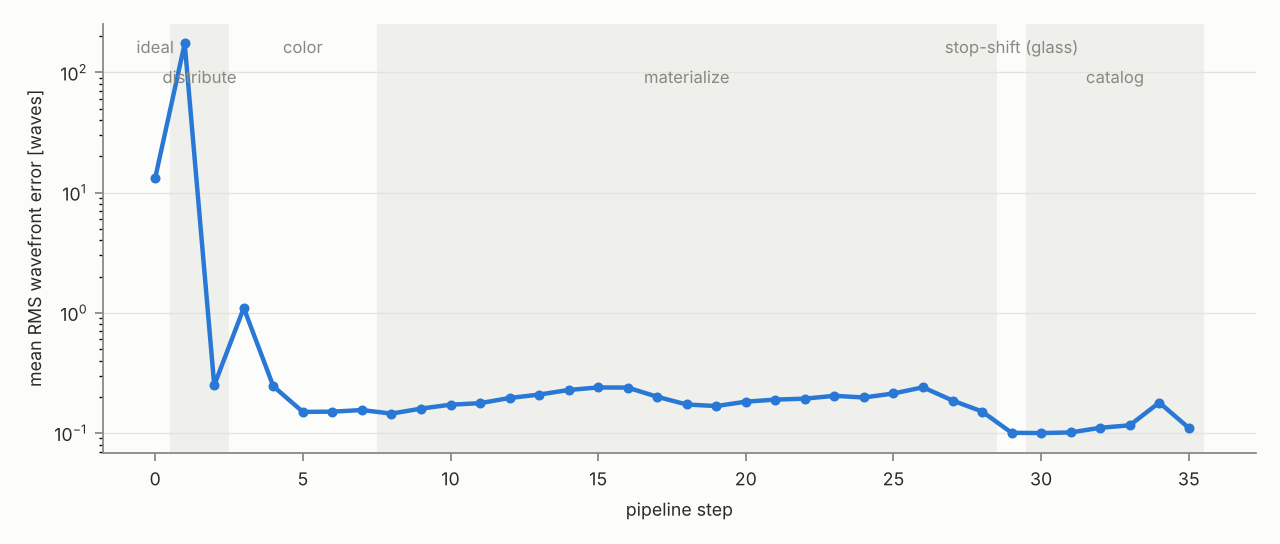 ideal
color
stop-shift (glass)
distribute
materialize
catalog
10²
10¹
10⁰
10⁻¹
mean RMS wavefront error [waves]
0 5 10 15 20 25 30 35
pipeline step